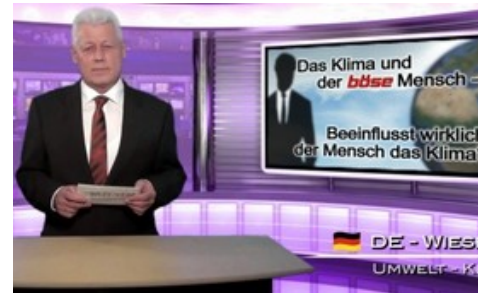 Das Klima und
der böse Mensch -
Beeinflusst wirklich
der Mensch das Klima
DE - WIES
UMWELT - K